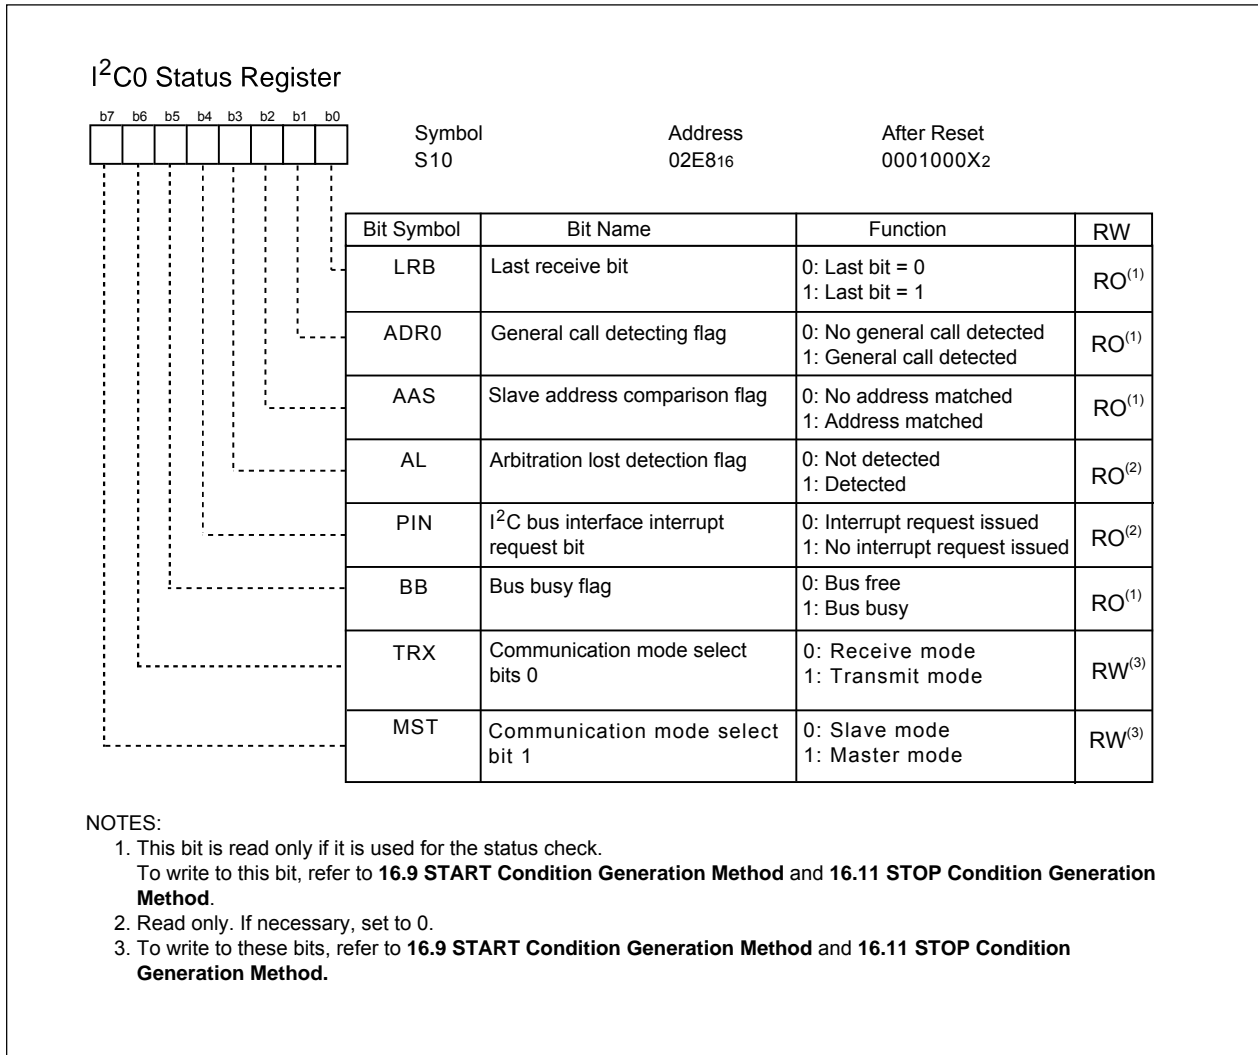 I²C0 Status Register
b7 b6 b5 b4 b3 b2 b1 b0
Symbol Address After Reset
S10 02E816 0001000X2
Bit Symbol Bit Name Function RW
LRB Last receive bit 0: Last bit = 0
1: Last bit = 1 RO(1)
ADR0 General call detecting flag 0: No general call detected
1: General call detected RO(1)
AAS Slave address comparison flag 0: No address matched
1: Address matched RO(1)
AL Arbitration lost detection flag 0: Not detected
1: Detected RO(2)
PIN I²C bus interface interrupt 0: Interrupt request issued
request bit 1: No interrupt request issued RO(2)
BB Bus busy flag 0: Bus free
1: Bus busy RO(1)
TRX Communication mode select 0: Receive mode
bits 0 1: Transmit mode RW(3)
MST Communication mode select 0: Slave mode
bit 1 1: Master mode RW(3)
NOTES:
1. This bit is read only if it is used for the status check.
To write to this bit, refer to 16.9 START Condition Generation Method and 16.11 STOP Condition Generation
Method.
2. Read only. If necessary, set to 0.
3. To write to these bits, refer to 16.9 START Condition Generation Method and 16.11 STOP Condition
Generation Method.